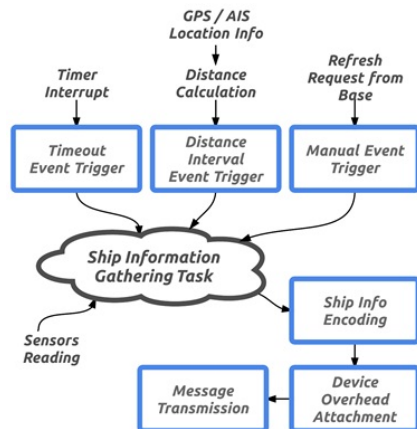 GPS / AIS
Location Info
Timer
Interrupt
Distance
Calculation
Refresh
Request from
Base
Timeout
Event Trigger
Distance
Interval
Event Trigger
Manual Event
Trigger
Ship Information
Gathering Task
Sensors
Reading
Ship Info
Encoding
Message
Transmission
Device
Overhead
Attachment